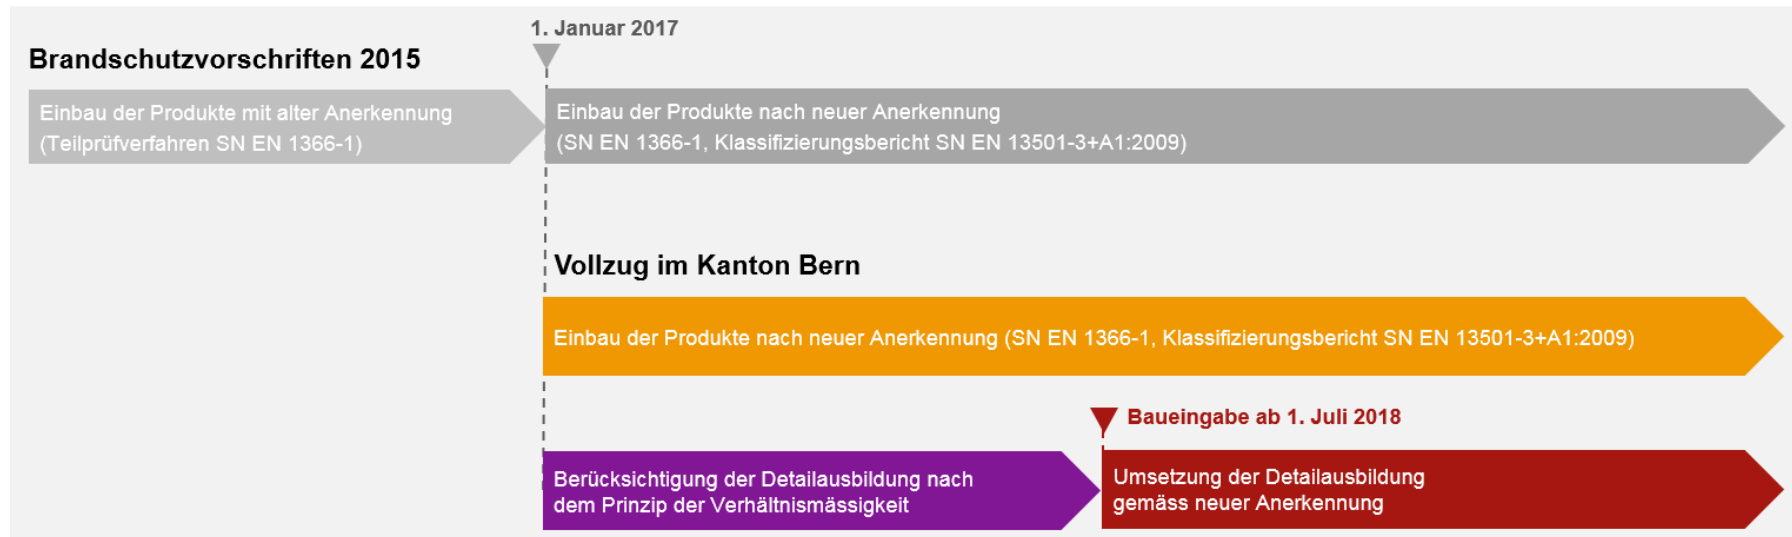 1. Januar 2017
Brandschutzvorschriften 2015
Einbau der Produkte mit alter Anerkennung
(Teilprüfverfahren SN EN 1366-1)
Einbau der Produkte nach neuer Anerkennung
(SN EN 1366-1, Klassifizierungsbericht SN EN 13501-3+A1:2009)
Vollzug im Kanton Bern
Einbau der Produkte nach neuer Anerkennung (SN EN 1366-1, Klassifizierungsbericht SN EN 13501-3+A1:2009)
Baueingabe ab 1. Juli 2018
Berücksichtigung der Detailausbildung nach
dem Prinzip der Verhältnismässigkeit
Umsetzung der Detailausbildung
gemäss neuer Anerkennung